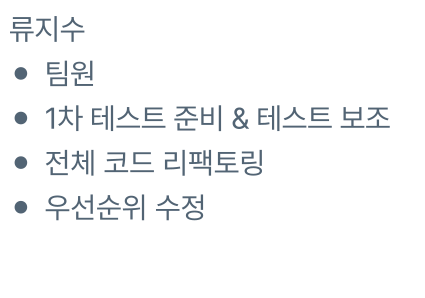 류지수
• 팀원
• 1차 테스트 준비 & 테스트 보조
• 전체 코드 리팩토링
• 우선순위 수정